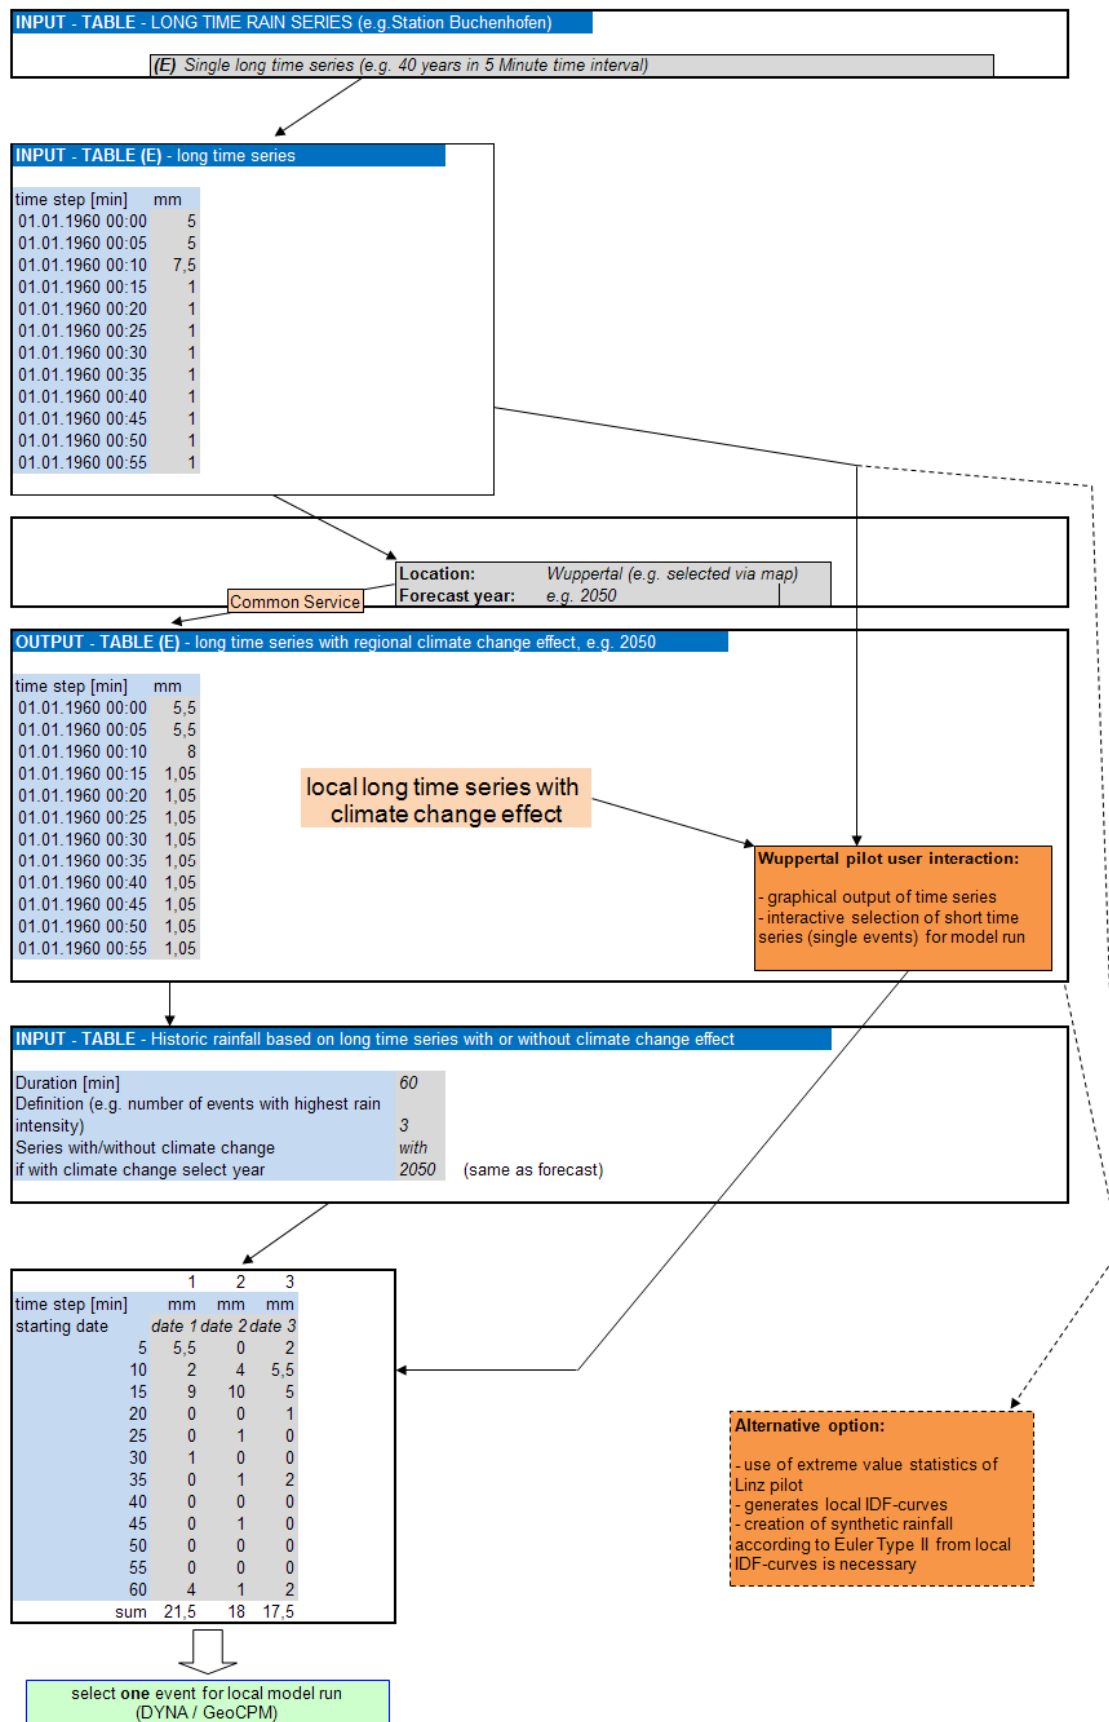 INPUT - TABLE - LONG TIME RAIN SERIES (e.g.Station Buchenhofen)
(E) Single long time series (e.g. 40 years in 5 Minute time interval)
INPUT - TABLE (E) - long time series
time step [min] mm
01.01.1960 00:00 5
01.01.1960 00:05 5
01.01.1960 00:10 7,5
01.01.1960 00:15 1
01.01.1960 00:20 1
01.01.1960 00:25 1
01.01.1960 00:30 1
01.01.1960 00:35 1
01.01.1960 00:40 1
01.01.1960 00:45 1
01.01.1960 00:50 1
01.01.1960 00:55 1
Location: Wuppertal (e.g. selected via map)
Forecast year: e.g. 2050
Common Service
OUTPUT - TABLE (E) - long time series with regional climate change effect, e.g. 2050
time step [min] mm
01.01.1960 00:00 5,5
01.01.1960 00:05 5,5
01.01.1960 00:10 8
01.01.1960 00:15 1,05
01.01.1960 00:20 1,05
01.01.1960 00:25 1,05
01.01.1960 00:30 1,05
01.01.1960 00:35 1,05
01.01.1960 00:40 1,05
01.01.1960 00:45 1,05
01.01.1960 00:50 1,05
01.01.1960 00:55 1,05
local long time series with
climate change effect
Wuppertal pilot user interaction:
- graphical output of time series
- interactive selection of short time
series (single events) for model run
INPUT - TABLE - Historic rainfall based on long time series with or without climate change effect
Duration [min] 60
Definition (e.g. number of events with highest rain
intensity) 3
Series with/without climate change with
if with climate change select year 2050 (same as forecast)
1 2 3
time step [min] mm mm mm
starting date date 1 date 2 date 3
5 5,5 0 2
10 2 4 5,5
15 9 10 5
20 0 0 1
25 0 1 0
30 1 0 0
35 0 1 2
40 0 0 0
45 0 1 0
50 0 0 0
55 0 0 0
60 4 1 2
sum 21,5 18 17,5
Alternative option:
- use of extreme value statistics of
Linz pilot
- generates local IDF-curves
- creation of synthetic rainfall
according to Euler Type II from local
IDF-curves is necessary
select one event for local model run
(DYNA / GeoCPM)